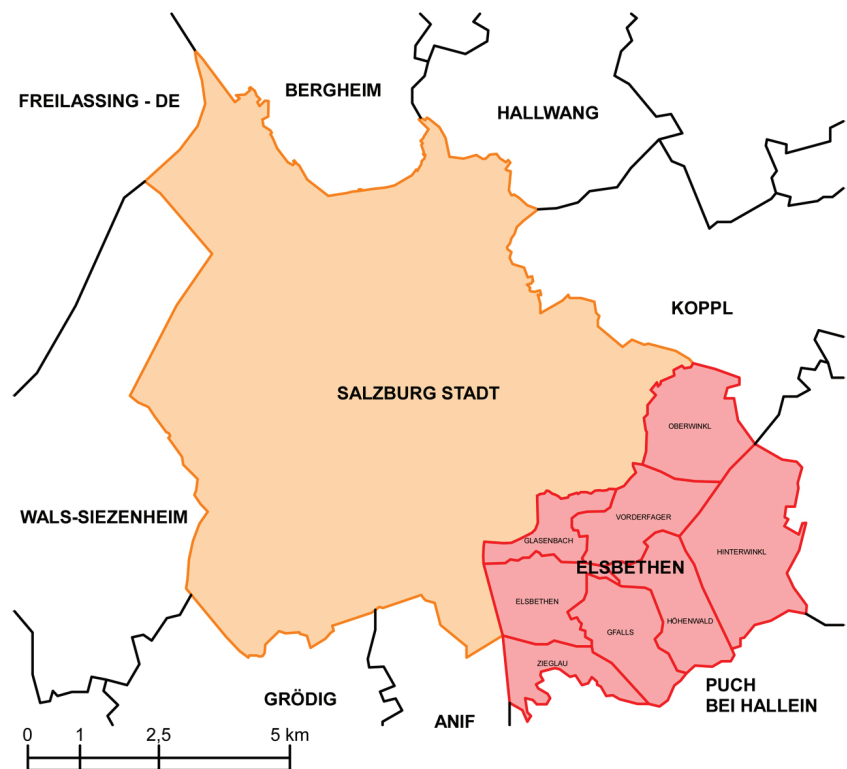 BERGHEIM
FREILASSING - DE
HALLWANG
KOPPL
SALZBURG STADT
OBERWINKL
WALS-SIEZENHEIM
VORDERFAGER
GLASENBACH
HINTERWINKL
ELSBETHEN
ELSBETHEN
HÖHENWALD
GFALLS
ZIEGLAU
PUCH
BEI HALLEIN
GRÖDIG
ANIF
0 1 2,5 5 km